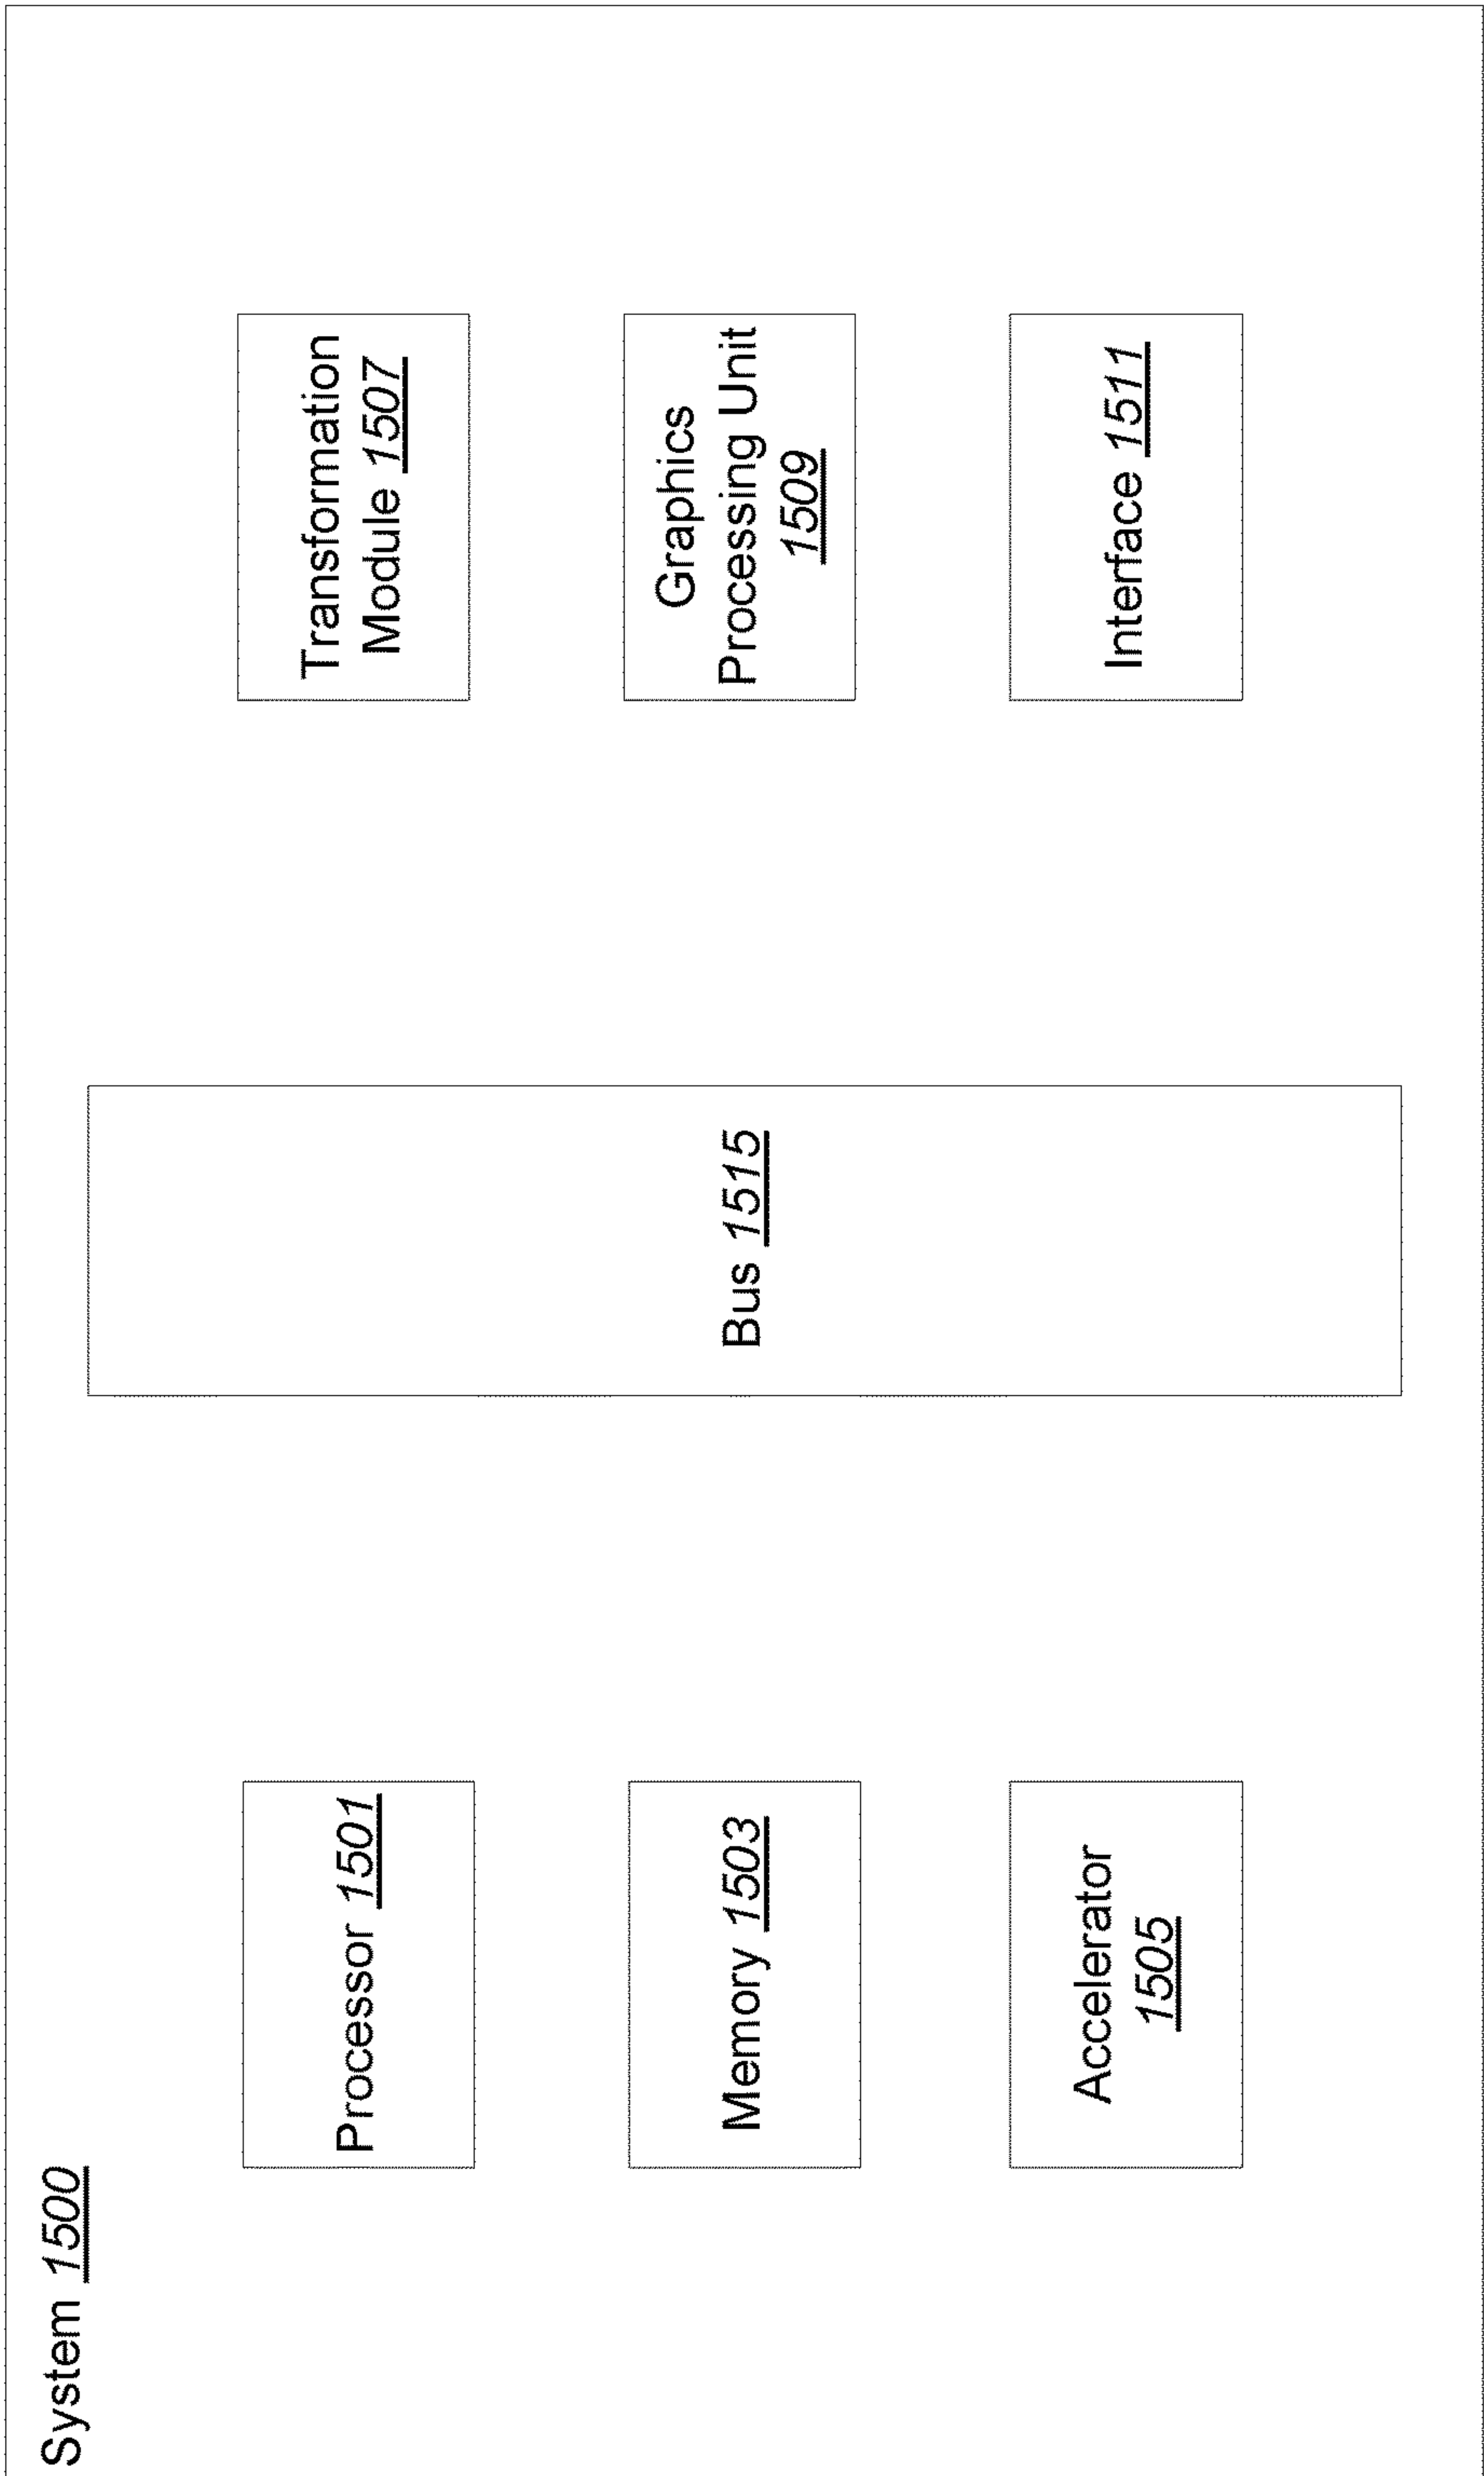 System 1500
Processor 1501
Memory 1503
Accelerator
1505
Bus 1515
Transformation
Module 1507
Graphics
Processing Unit
1509
Interface 1511